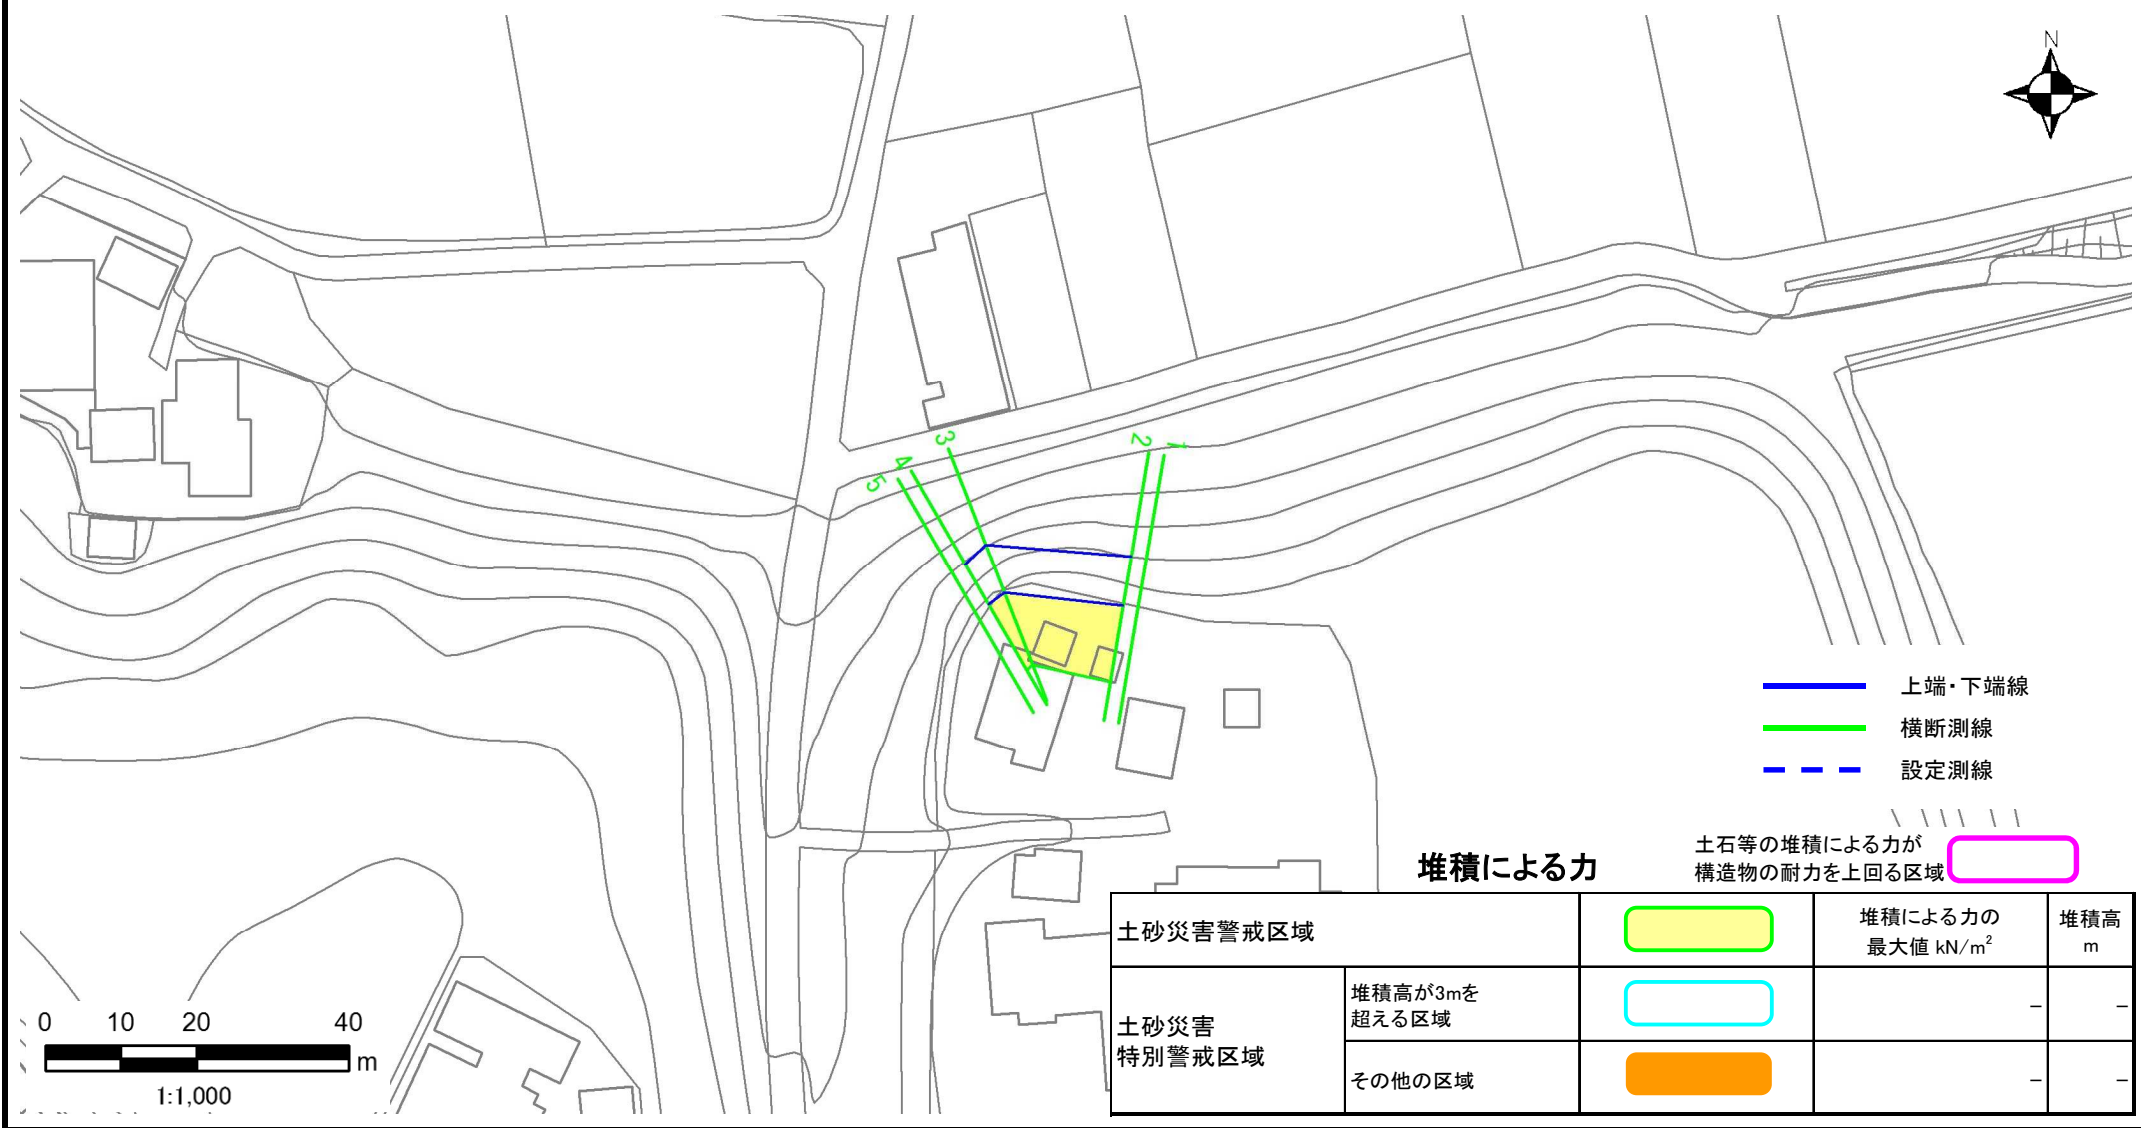 N
3
2
1
4
5
上端・下端線
横断測線
設定測線
堆積による力
土石等の堆積による力が
構造物の耐力を上回る区域
土砂災害警戒区域
堆積による力の
最大値 kN/m²
堆積高
m
土砂災害
特別警戒区域
堆積高が3mを
超える区域
－
－
その他の区域
－
－
0 10 20 40
m
1:1,000